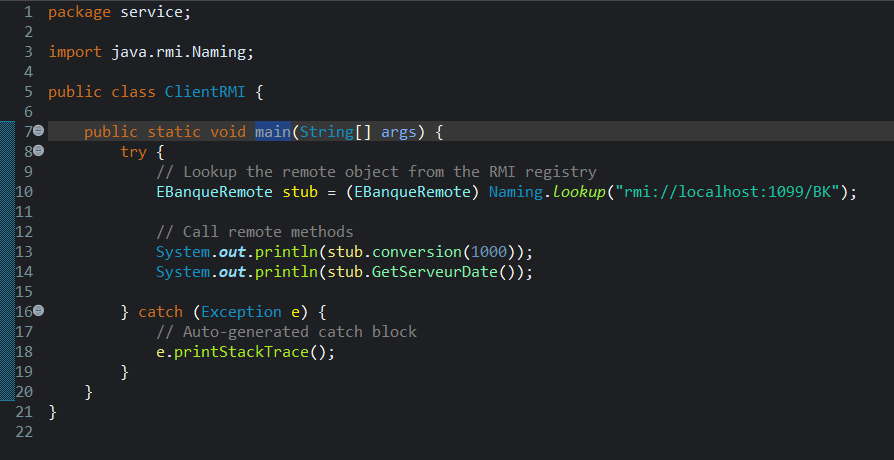 1 package service;
2
3 import java.rmi.Naming;
4
5 public class ClientRMI {
6
7     public static void main(String[] args) {
8         try {
9             // Lookup the remote object from the RMI registry
10             EBanqueRemote stub = (EBanqueRemote) Naming.lookup("rmi://localhost:1099/BK");
11
12             // Call remote methods
13             System.out.println(stub.conversion(1000));
14             System.out.println(stub.GetServeurDate());
15
16         } catch (Exception e) {
17             // Auto-generated catch block
18             e.printStackTrace();
19         }
20     }
21 }
22